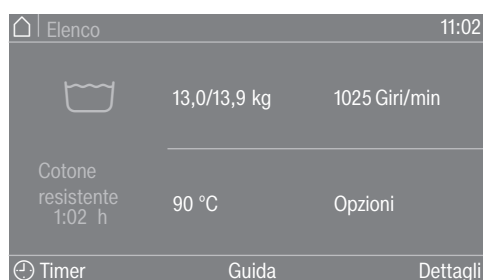 Elenco 11:02
13,0/13,9 kg 1025 Giri/min
Cotone
resistente
1:02 h
90 °C Opzioni
Timer Guida Dettagli